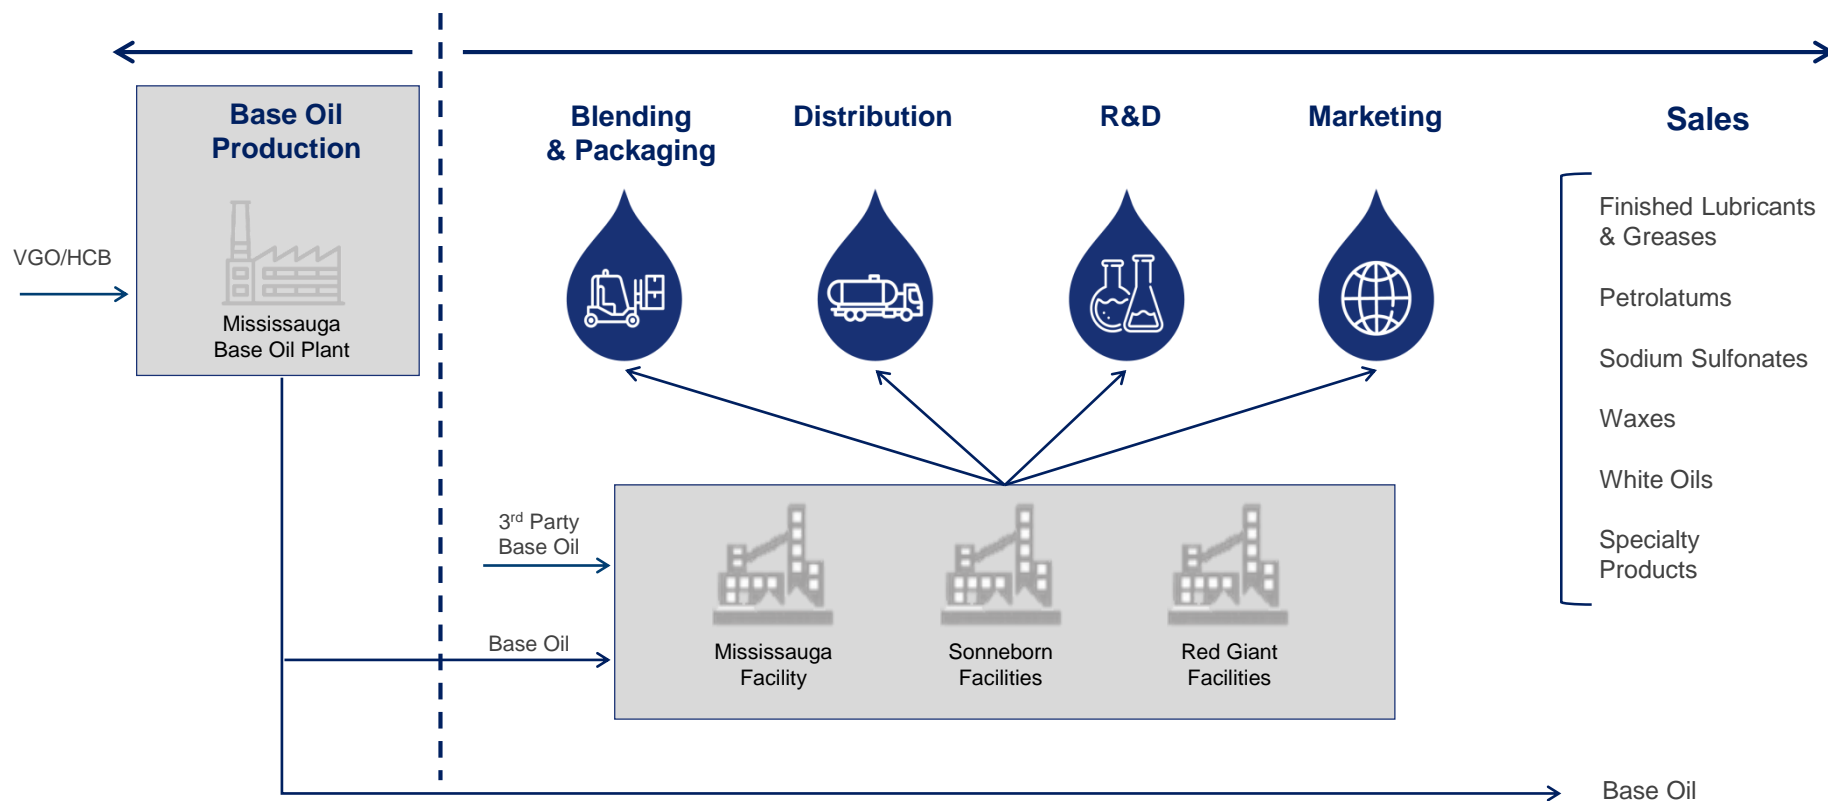 Base Oil
Production
VGO/HCB
Mississauga
Base Oil Plant
Blending
& Packaging
Distribution
R&D
Marketing
Sales
Finished Lubricants
& Greases
Petrolatums
Sodium Sulfonates
Waxes
White Oils
Specialty
Products
3rd Party
Base Oil
Base Oil
Mississauga
Facility
Sonneborn
Facilities
Red Giant
Facilities
Base Oil